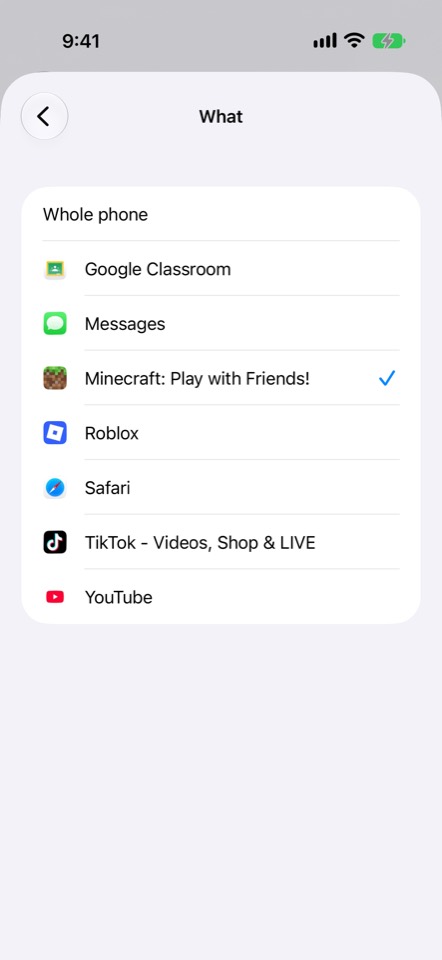 9:41
What
Whole phone
Google Classroom
Messages
Minecraft: Play with Friends!
Roblox
Safari
TikTok - Videos, Shop & LIVE
YouTube